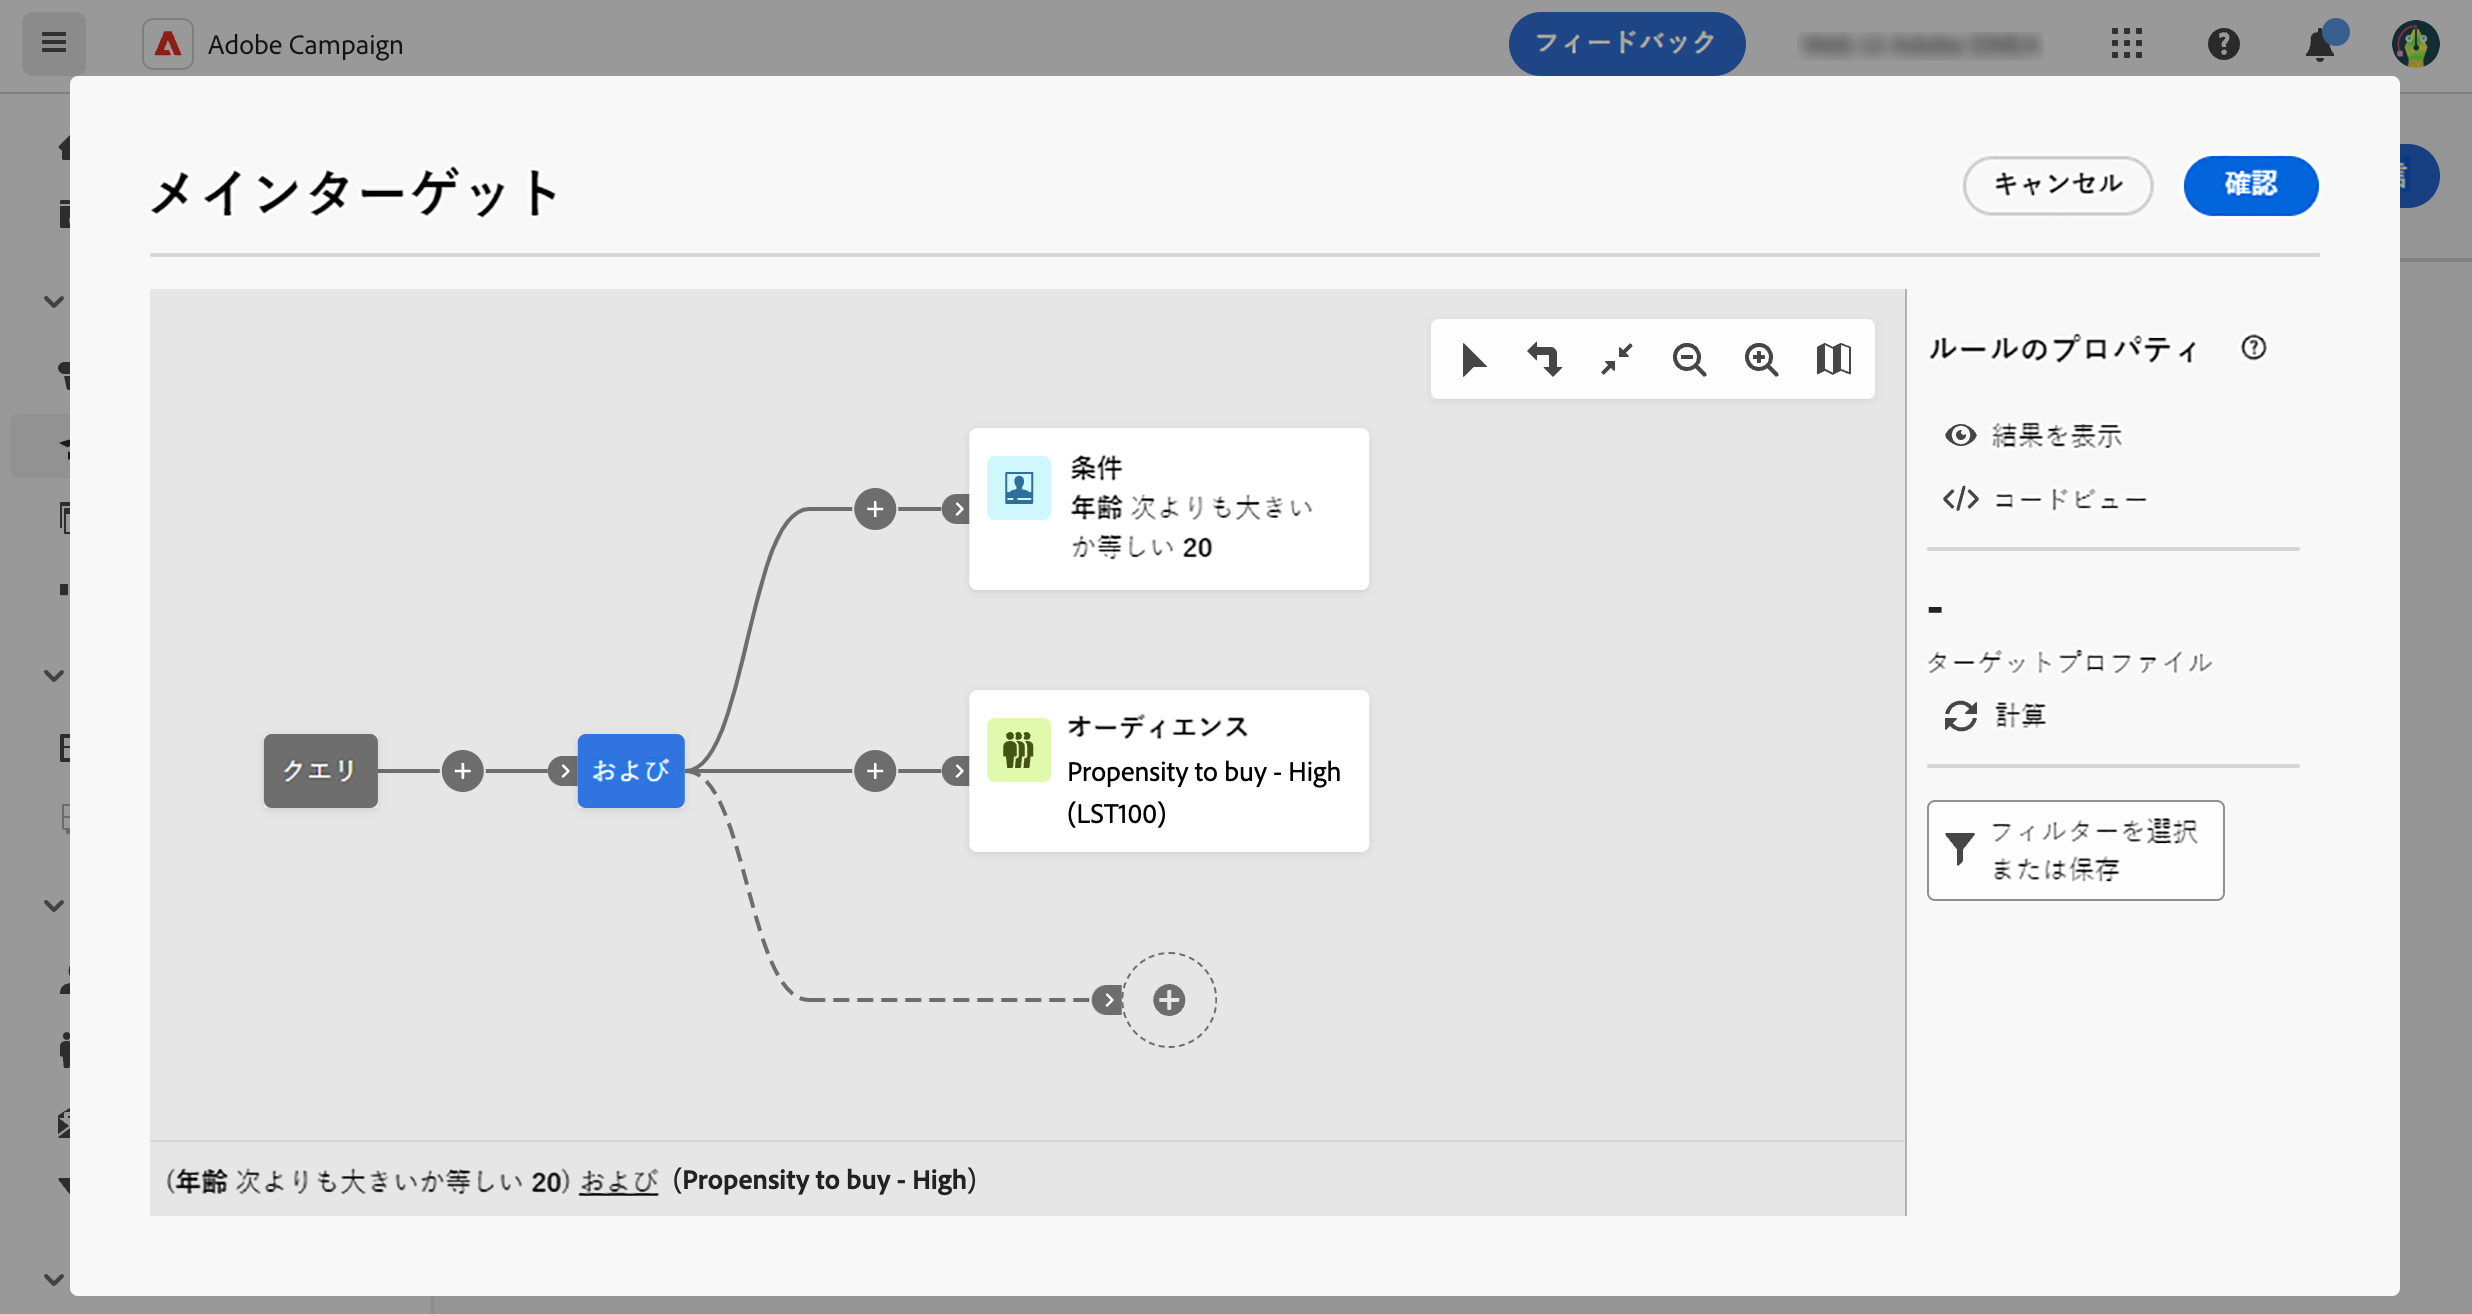 Adobe Campaign
フィードバック
メインターゲット
キャンセル
確認
ルールのプロパティ
結果を表示
コードビュー
条件
年齢 次よりも大きい
か等しい 20
-
ターゲットプロファイル
計算
クエリ
および
オーディエンス
Propensity to buy - High
(LST100)
フィルターを選択
または保存
(年齢 次よりも大きいか等しい 20) および (Propensity to buy - High)